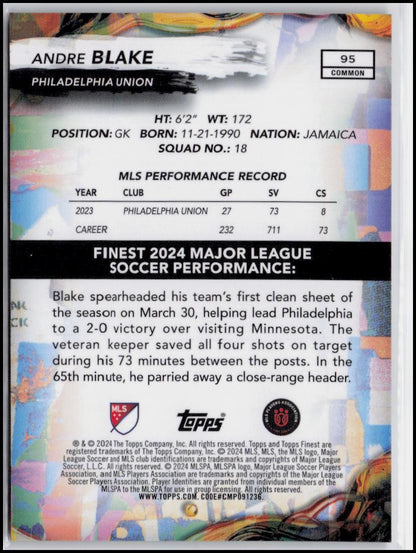 ANDRE BLAKE
PHILADELPHIA UNION
95
COMMON
HT: 6'2" WT: 172
POSITION: GK BORN: 11-21-1990 NATION: JAMAICA
SQUAD NO.: 18
MLS PERFORMANCE RECORD
YEAR CLUB GP SV CS
2023 PHILADELPHIA UNION 27 73 8
CAREER 232 711 73
FINEST 2024 MAJOR LEAGUE
SOCCER PERFORMANCE:
Blake spearheaded his team's first clean sheet of
the season on March 30, helping lead Philadelphia
to a 2-0 victory over visiting Minnesota. The
veteran keeper saved all four shots on target
during his 73 minutes between the posts. In the
65th minute, he parried away a close-range header.
MLS
Topps
® & © 2024 The Topps Company, Inc. All rights reserved. Topps and Topps Finest are
registered trademarks of The Topps Company, Inc. © 2024 MLS, MLS, the MLS logo, Major
League Soccer and MLS club identifications are trademarks and copyrights of Major League
Soccer, L.L.C. All rights reserved. © 2024 MLSPA, MLSPA logo, Major League Soccer Players
Association, and MLS Players Association are trademarks and copyrights of Major League
Soccer Players Association. Player Identities are used under license from individual members of the
MLSPA to the MLSPA for use in group licensing. All rights reserved.
WWW.TOPPS.COM. CODE#CMP091236.